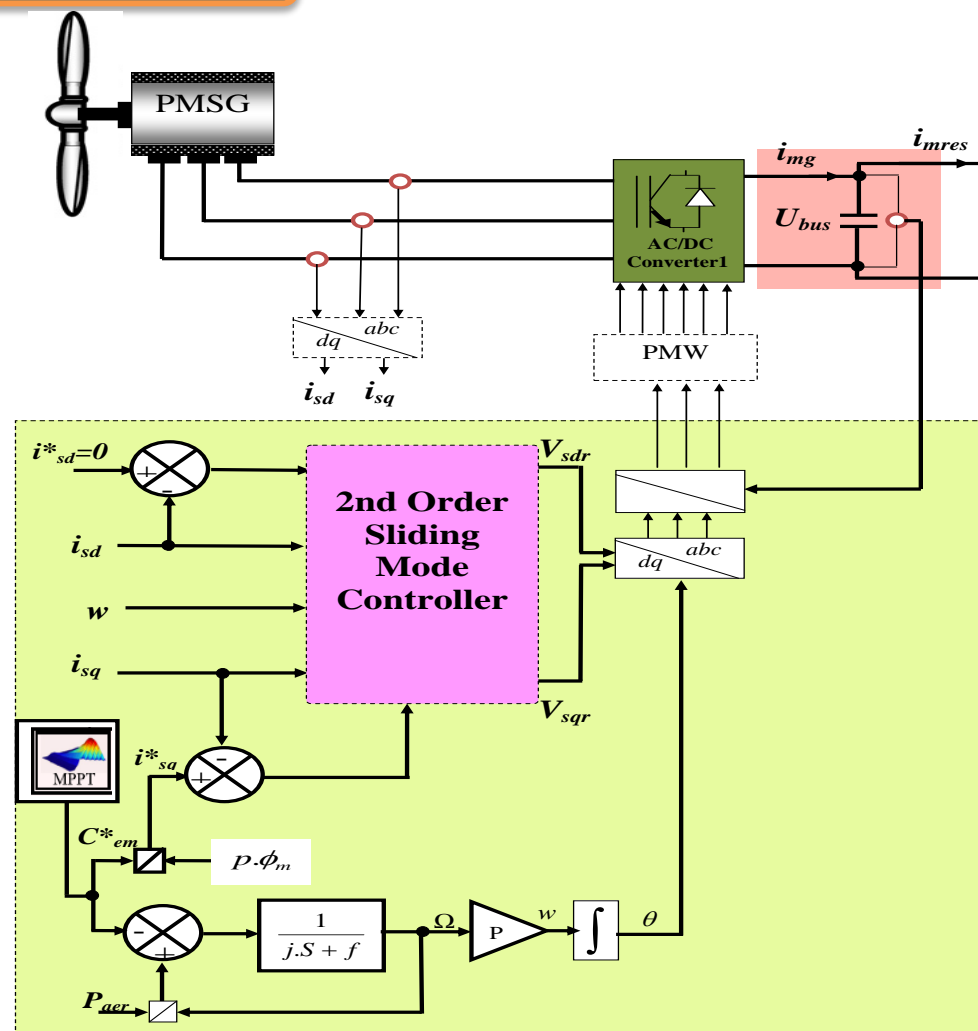 PMSG
i_mg
i_mres
U_bus
AC/DC
Converter1
abc
dq
PMW
i_sd
i_sq
i*_sd=0
+
-
V_sdr
2nd Order
Sliding
Mode
Controller
i_sd
abc
dq
w
i_sq
V_sqr
-
i*_sq
+
MPPT
C*_em
p.ϕ_m
-
+
1
j.S + f
Ω
P
w
∫
θ
P_aer